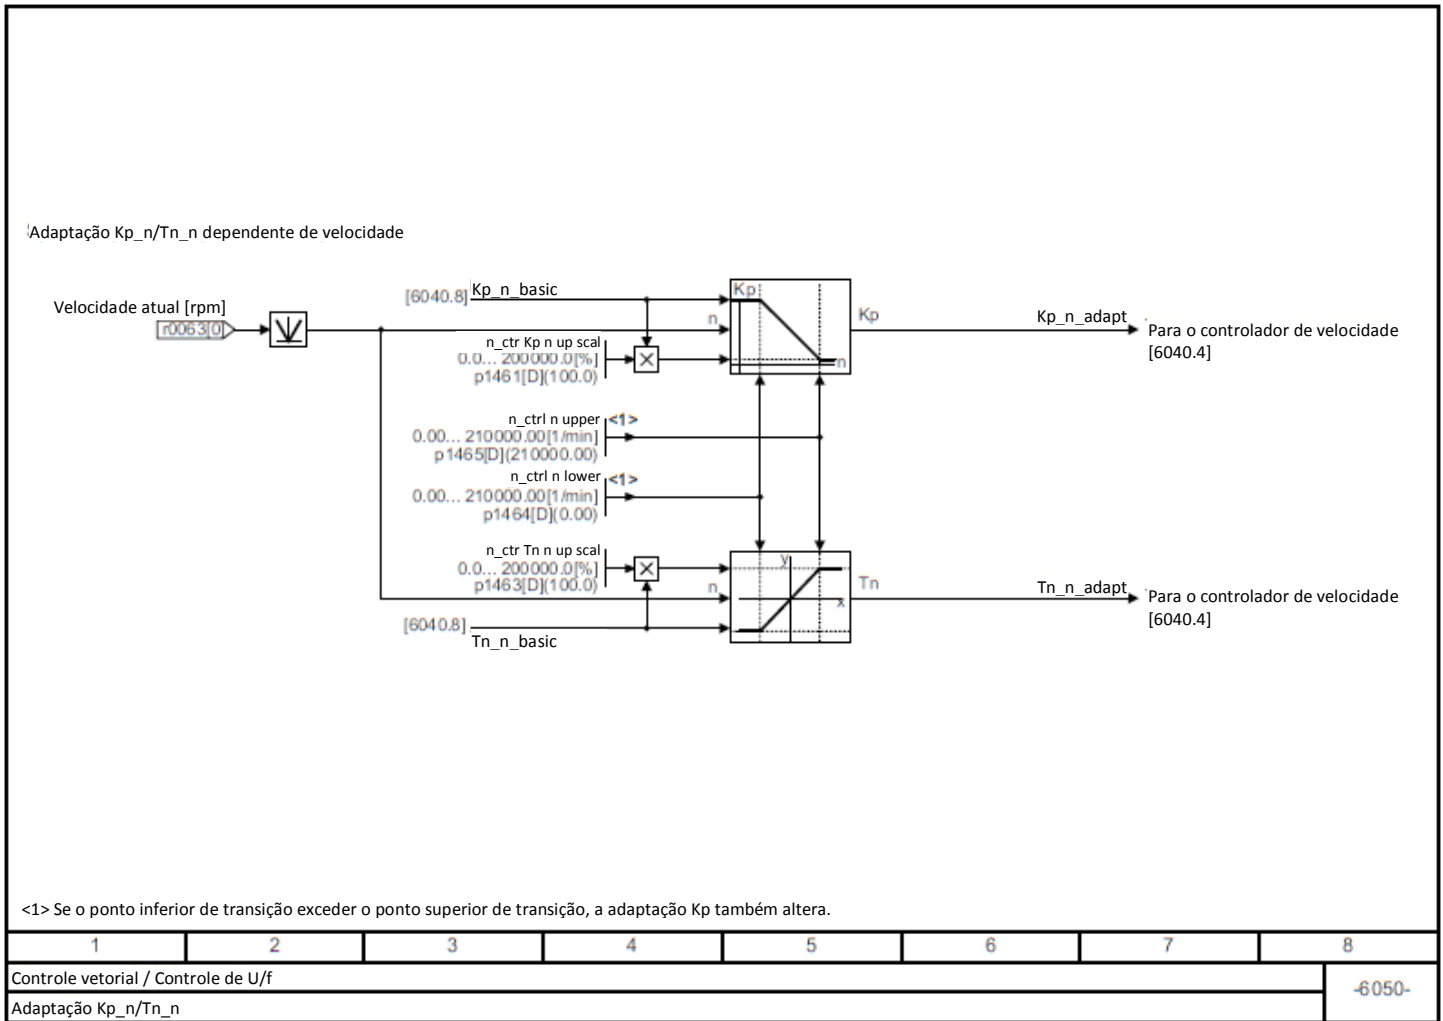 Adaptação Kp_n/Tn_n dependente de velocidade
Velocidade atual [rpm]
r0063[0]
[6040.8]
Kp_n_basic
n
n_ctr Kp n up scal
0.0... 200000.0[%]
p1461[D](100.0)
Kp
n
Kp
Kp_n_adapt
Para o controlador de velocidade
[6040.4]
n_ctrl n upper <1>
0.00... 210000.00[1/min]
p1465[D](210000.00)
n_ctrl n lower <1>
0.00... 210000.00[1/min]
p1464[D](0.00)
n_ctr Tn n up scal
0.0... 200000.0[%]
p1463[D](100.0)
n
[6040.8]
Tn_n_basic
y
x
Tn
Tn_n_adapt
Para o controlador de velocidade
[6040.4]
<1> Se o ponto inferior de transição exceder o ponto superior de transição, a adaptação Kp também altera.
1 2 3 4 5 6 7 8
Controle vetorial / Controle de U/f
-6050-
Adaptação Kp_n/Tn_n